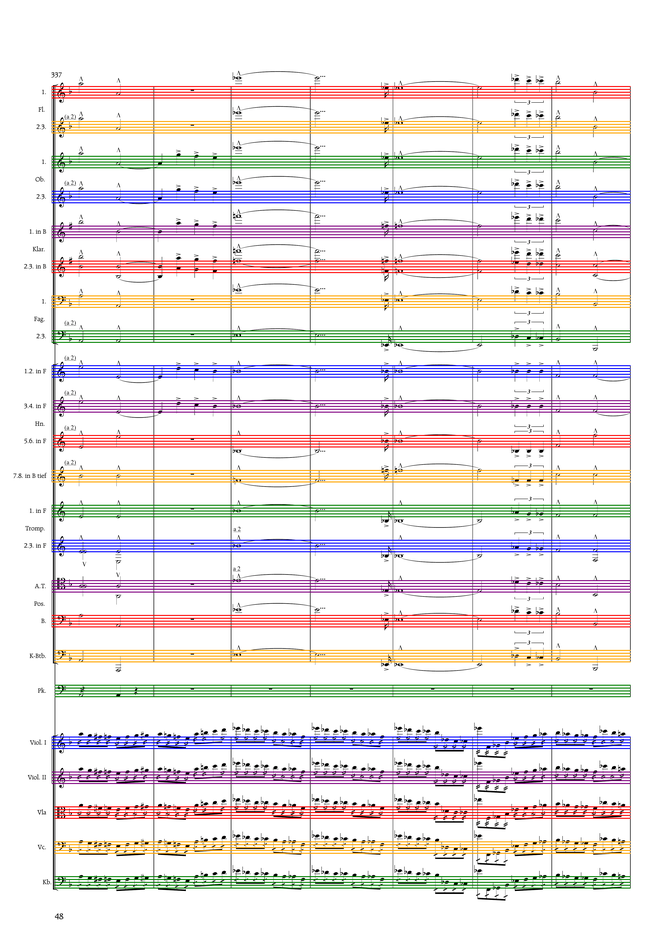 337
1.
Fl.
(a 2)
2.3.
1.
Ob.
(a 2)
2.3.
1. in B
Klar.
(a 2)
2.3. in B
1.
Fag.
(a 2)
2.3.
(a 2)
1.2. in F
(a 2)
3.4. in F
Hn.
(a 2)
5.6. in F
(a 2)
7.8. in B tief
1. in F
Tromp.
a 2
2.3. in F
a 2
A.T.
Pos.
B.
K-Btb.
Pk.
Viol. I
Viol. II
Vla
Vc.
Kb.
48